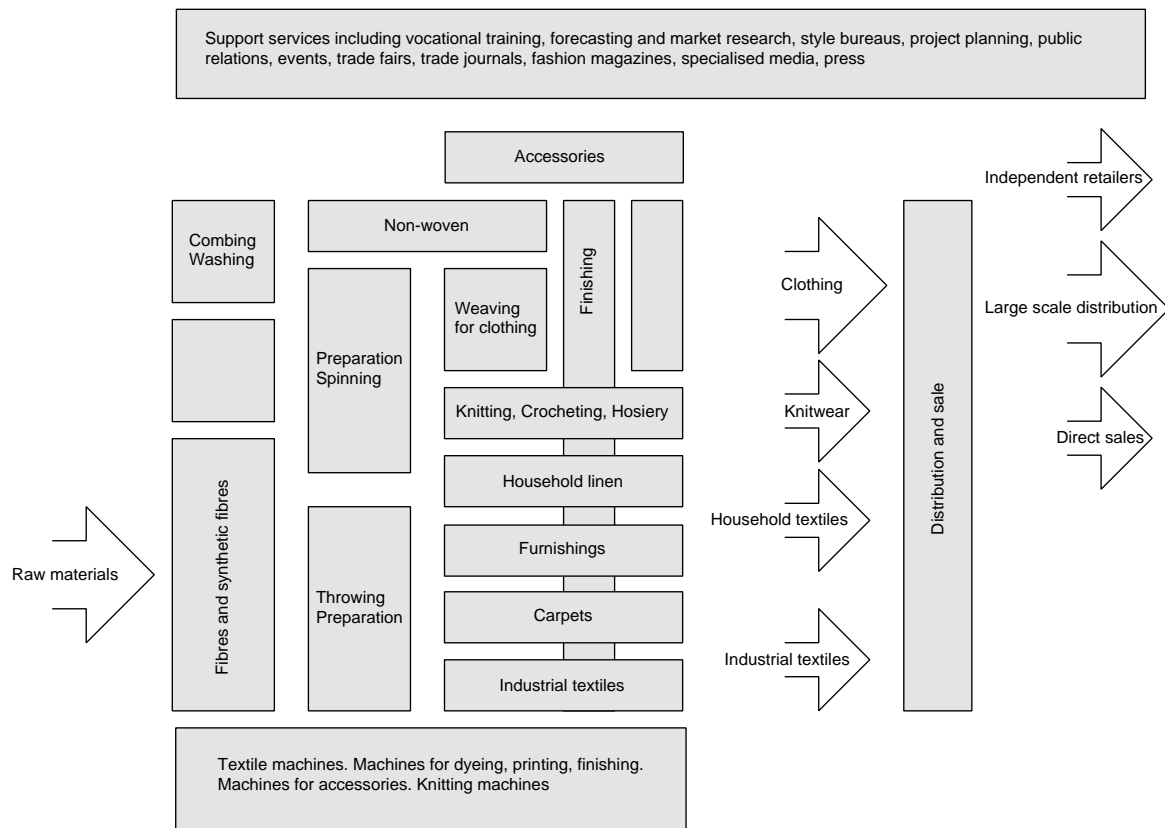 Support services including vocational training, forecasting and market research, style bureaus, project planning, public
relations, events, trade fairs, trade journals, fashion magazines, specialised media, press
Accessories
Independent retailers
Combing
Washing
Non-woven
Finishing
Clothing
Large scale distribution
Weaving
for clothing
Preparation
Spinning
Knitting, Crocheting, Hosiery
Knitwear
Direct sales
Distribution and sale
Household linen
Household textiles
Fibres and synthetic fibres
Furnishings
Raw materials
Throwing
Preparation
Carpets
Industrial textiles
Industrial textiles
Textile machines. Machines for dyeing, printing, finishing.
Machines for accessories. Knitting machines